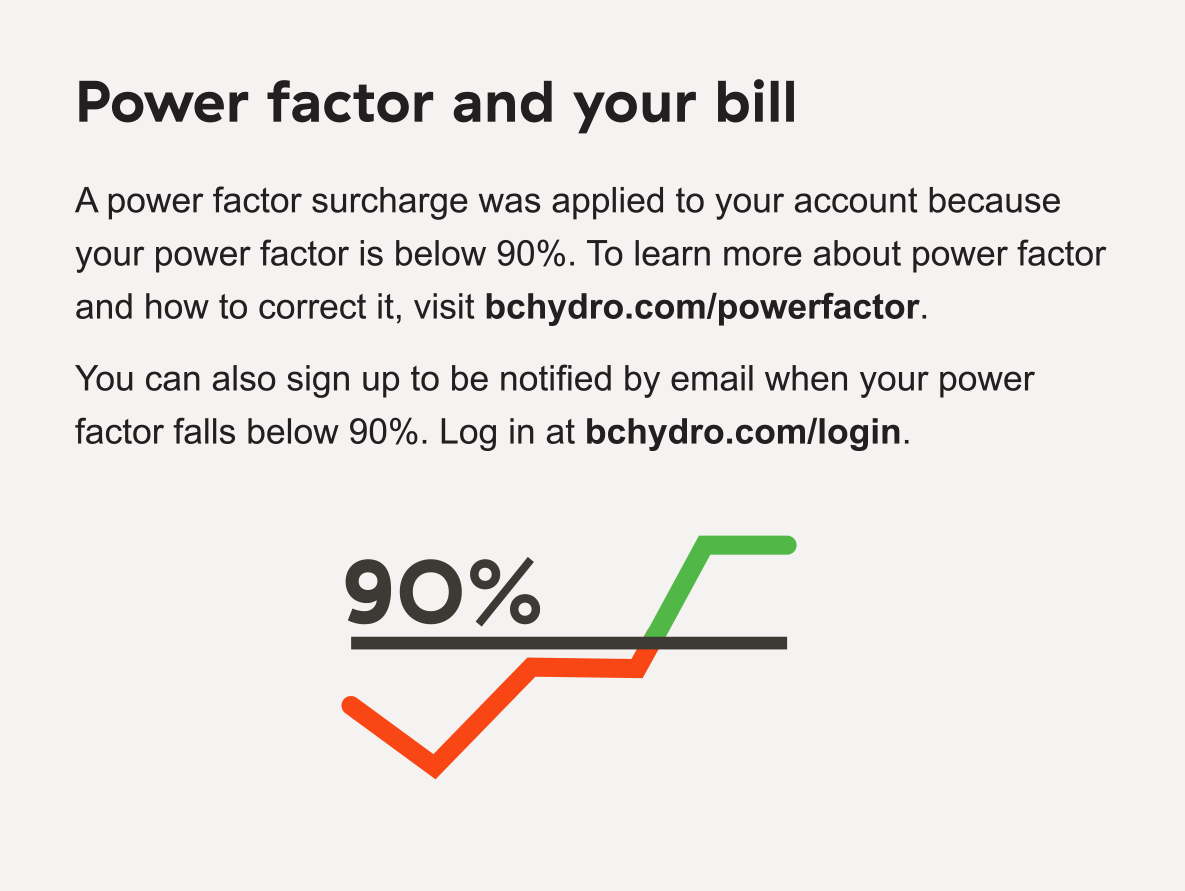 Power factor and your bill
A power factor surcharge was applied to your account because
your power factor is below 90%. To learn more about power factor
and how to correct it, visit bchydro.com/powerfactor.
You can also sign up to be notified by email when your power
factor falls below 90%. Log in at bchydro.com/login.
90%